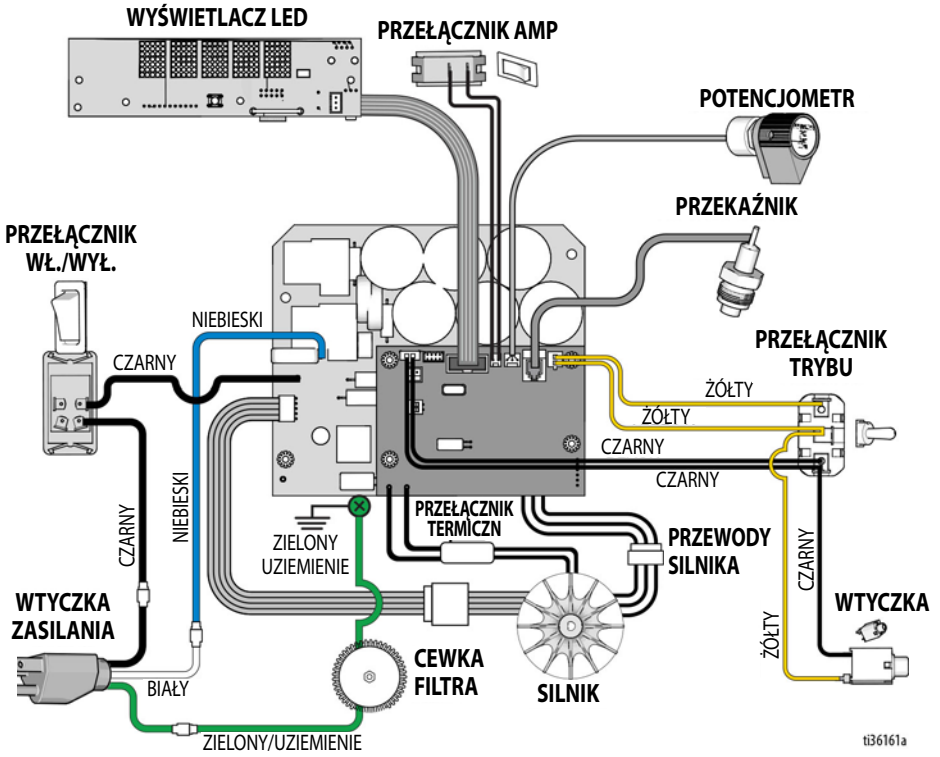 WYŚWIETLACZ LED
PRZEŁĄCZNIK AMP
POTENCJOMETR
PRZEKAŹNIK
PRZEŁĄCZNIK
WŁ./WYŁ.
NIEBIESKI
CZARNY
PRZEŁĄCZNIK
TRYBU
ŻÓŁTY
ŻÓŁTY
CZARNY
CZARNY
CZARNY
NIEBIESKI
ZIELONY
UZIEMIENIE
PRZEŁĄCZNIK
TERMICZN
PRZEWODY
SILNIKA
CZARNY
ŻÓŁTY
WTYCZKA
WTYCZKA
ZASILANIA
BIAŁY
CEWKA
FILTRA
SILNIK
ZIELONY/UZIEMIENIE
ti36161a